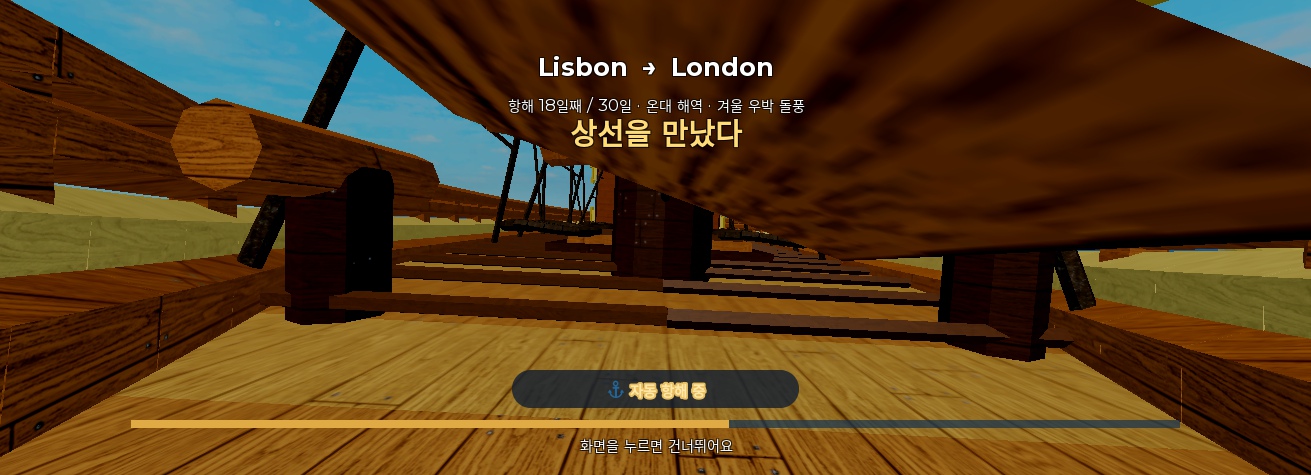 Lisbon → London
항해 18일째 / 30일 · 온대 해역 · 겨울 우박 돌풍
상선을 만났다
⚓ 자동 항해 중
화면을 누르면 건너뛰어요